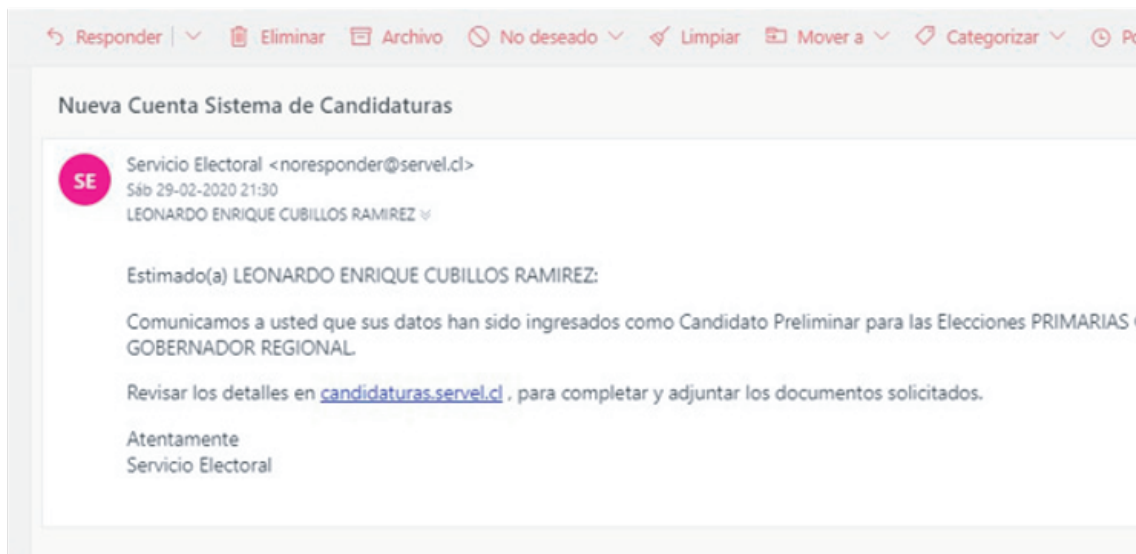 Responder Eliminar Archivo No deseado Limpiar Mover a Categorizar
Nueva Cuenta Sistema de Candidaturas
SE
Servicio Electoral <noresponder@servel.cl>
Sáb 29-02-2020 21:30
LEONARDO ENRIQUE CUBILLOS RAMIREZ
Estimado(a) LEONARDO ENRIQUE CUBILLOS RAMIREZ:
Comunicamos a usted que sus datos han sido ingresados como Candidato Preliminar para las Elecciones PRIMARIAS
GOBERNADOR REGIONAL.
Revisar los detalles en candidaturas.servel.cl , para completar y adjuntar los documentos solicitados.
Atentamente
Servicio Electoral